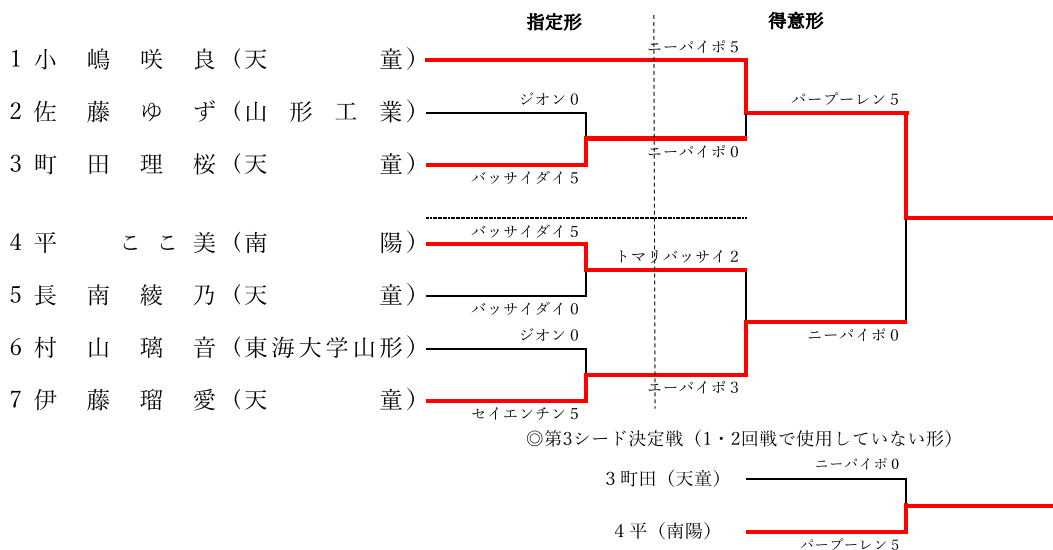 指定形 得意形
ニーパイポ５
1 小嶋咲良（天童）
ジオン０ パープーレン５
2 佐藤ゆず（山形工業）
ニーパイポ０
3 町田理桜（天童）
バッサイダイ５
バッサイダイ５
4 平ここ美（南陽）
トマリバッサイ２
5 長南綾乃（天童）
バッサイダイ０
ジオン０ ニーパイポ０
6 村山璃音（東海大学山形）
ニーパイポ３
7 伊藤瑠愛（天童）
セイエンチン５
◎第3シード決定戦（1・2回戦で使用していない形）
ニーパイポ０
３町田（天童）
４平（南陽）
パープーレン５